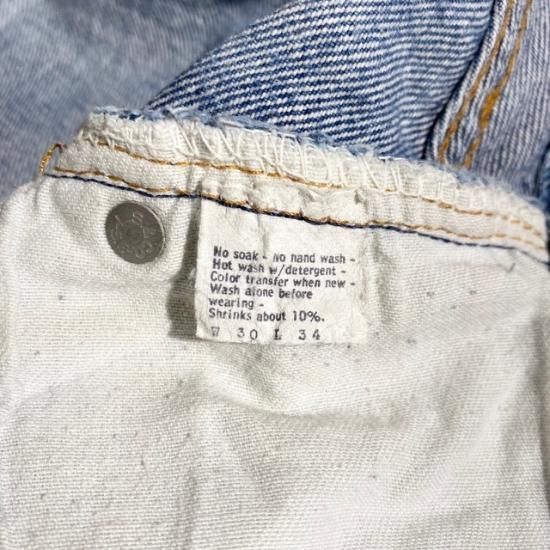 No soak - No hand wash -
Hot wash w/detergent -
Color transfer when new -
Wash alone before
wearing -
Shrinks about 10%.
W 30 L 34